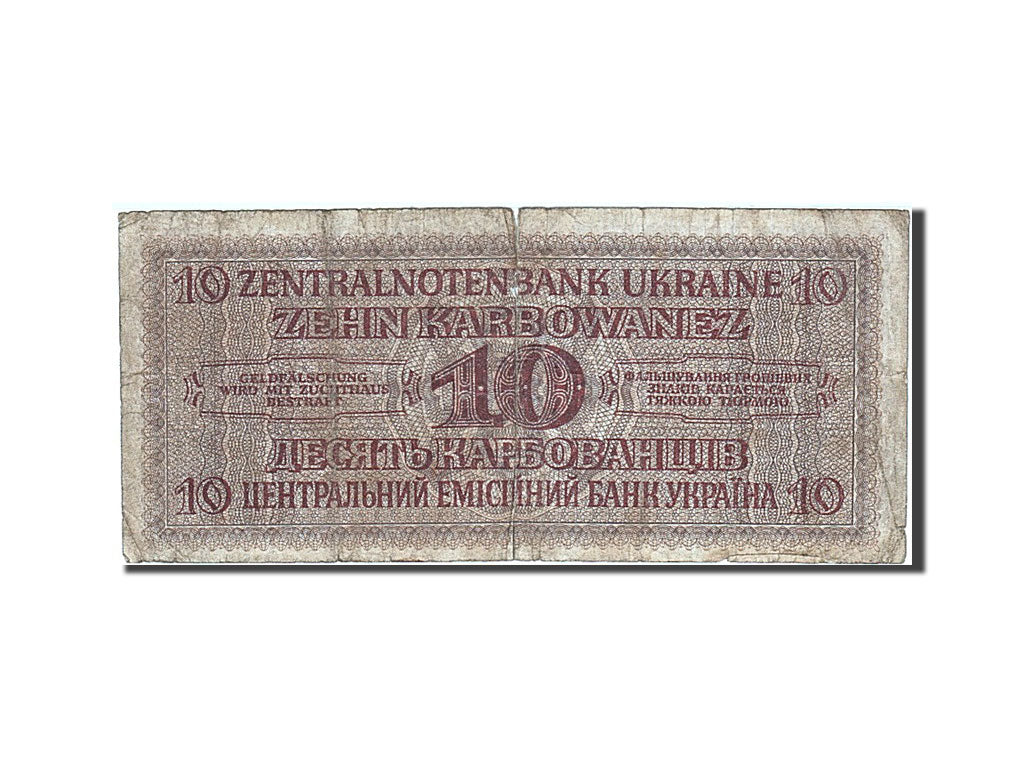 10 ZENTRALNOTENBANK UKRAINE 10
ZEHN KARBOWANEZ
10
GELDFÄLSCHUNG
WIRD MIT ZUCHTHAUS
BESTRAFT
ФАЛЬШУВАННЯ ГРОШОВИХ
ЗНАКІВ КАРАЄТЬСЯ
ТЯЖКОЮ ТЮРМОЮ
ДЕСЯТЬ КАРБОВАНЦІВ
10 ЦЕНТРАЛЬНИЙ ЕМІСІЙНИЙ БАНК УКРАЇНА 10